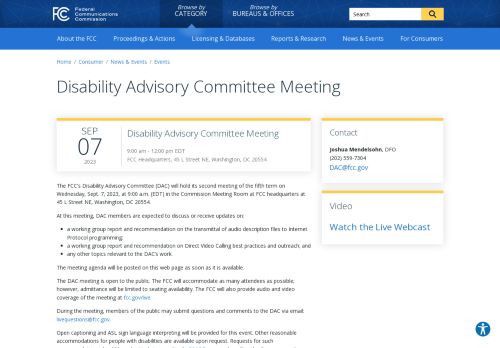 FCC Federal Communications Commission
Browse by CATEGORY
Browse by BUREAUS & OFFICES
Search
About the FCC Proceedings & Actions Licensing & Databases Reports & Research News & Events For Consumers
Home / Consumer / News & Events / Events
Disability Advisory Committee Meeting
SEP
07
2023
Disability Advisory Committee Meeting
9:00 am - 12:00 pm EDT
FCC Headquarters, 45 L Street NE, Washington, DC 20554
The FCC's Disability Advisory Committee (DAC) will hold its second meeting of the fifth term on
Wednesday, Sept. 7, 2023, at 9:00 a.m. (EDT) in the Commission Meeting Room at FCC headquarters at
45 L Street NE, Washington, DC 20554.
At this meeting, DAC members are expected to discuss or receive updates on:
a working group report and recommendation on the transmittal of audio description files to Internet
Protocol programming;
a working group report and recommendation on Direct Video Calling best practices and outreach; and
any other topics relevant to the DAC's work.
The meeting agenda will be posted on this web page as soon as it is available.
The DAC meeting is open to the public. The FCC will accommodate as many attendees as possible;
however, admittance will be limited to seating availability. The FCC will also provide audio and video
coverage of the meeting at fcc.gov/live.
During the meeting, members of the public may submit questions and comments to the DAC via email:
livequestions@fcc.gov.
Open captioning and ASL sign language interpreting will be provided for this event. Other reasonable
accommodations for people with disabilities are available upon request. Requests for such
Contact
Joshua Mendelsohn, DFO
(202) 559-7304
DAC@fcc.gov
Video
Watch the Live Webcast